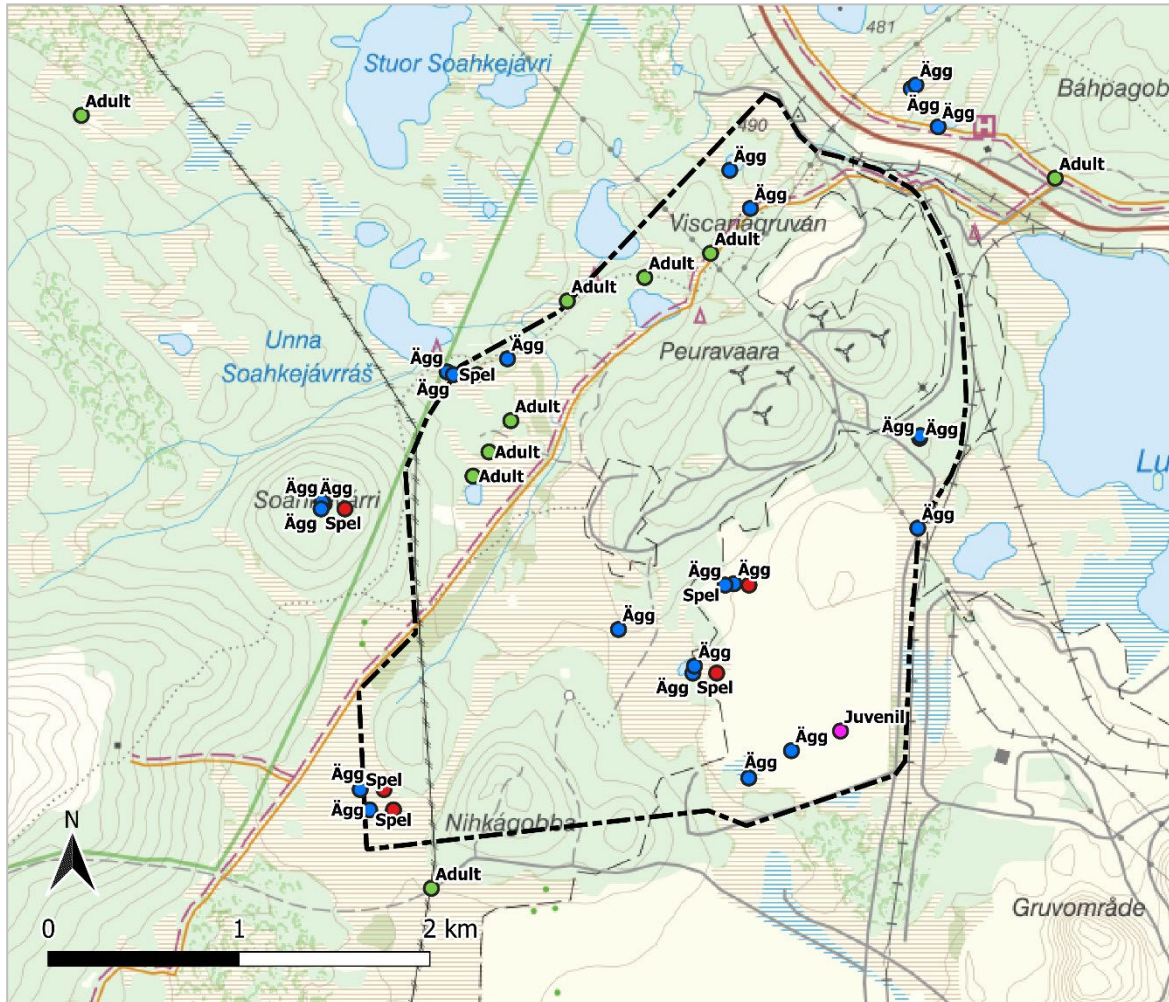 481
Ägg
Stuor Soahkejávri
Ägg
Ägg
Báhpagob
Adult
490
H
Ägg
Adult
Ägg
Viscariagruvan
Adult
Adult
Adult
Unna
Soahkejávrráš
Peuravaara
Ägg
Ägg
Spel
Ägg
Adult
Ägg
Ägg
Adult
Lu
Adult
Ägg
Ägg
Ägg
Spel
Ägg
Ägg
Ägg
Spel
Ägg
Ägg
Ägg
Spel
Juvenil
Ägg
Ägg
Ägg
Spel
Ägg
Spel
Nihkágobba
N
Adult
Gruvområde
0
1
2 km